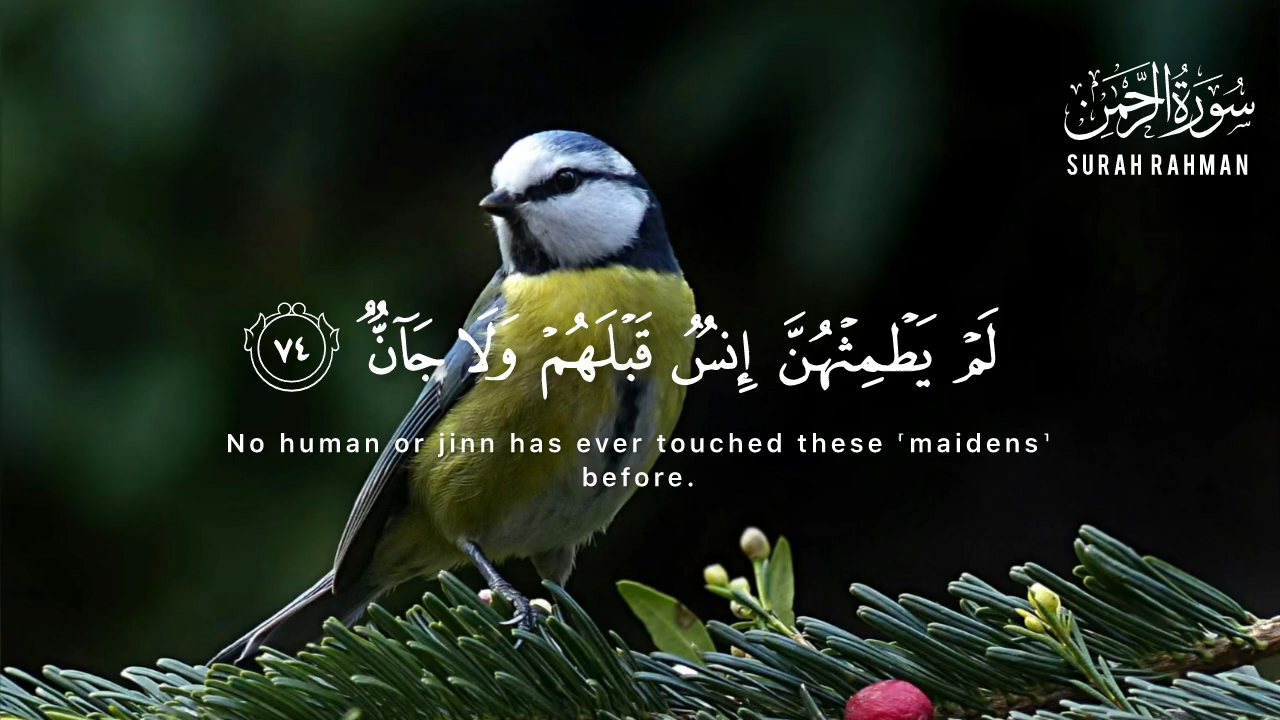 سُورَةُ الرَّحْمَٰن
SURAH RAHMAN
لَمْ يَطْمِثْهُنَّ إِنسٌ قَبْلَهُمْ وَلَا جَآنٌّ ٧٤
No human or jinn has ever touched these ˹maidens˺
before.